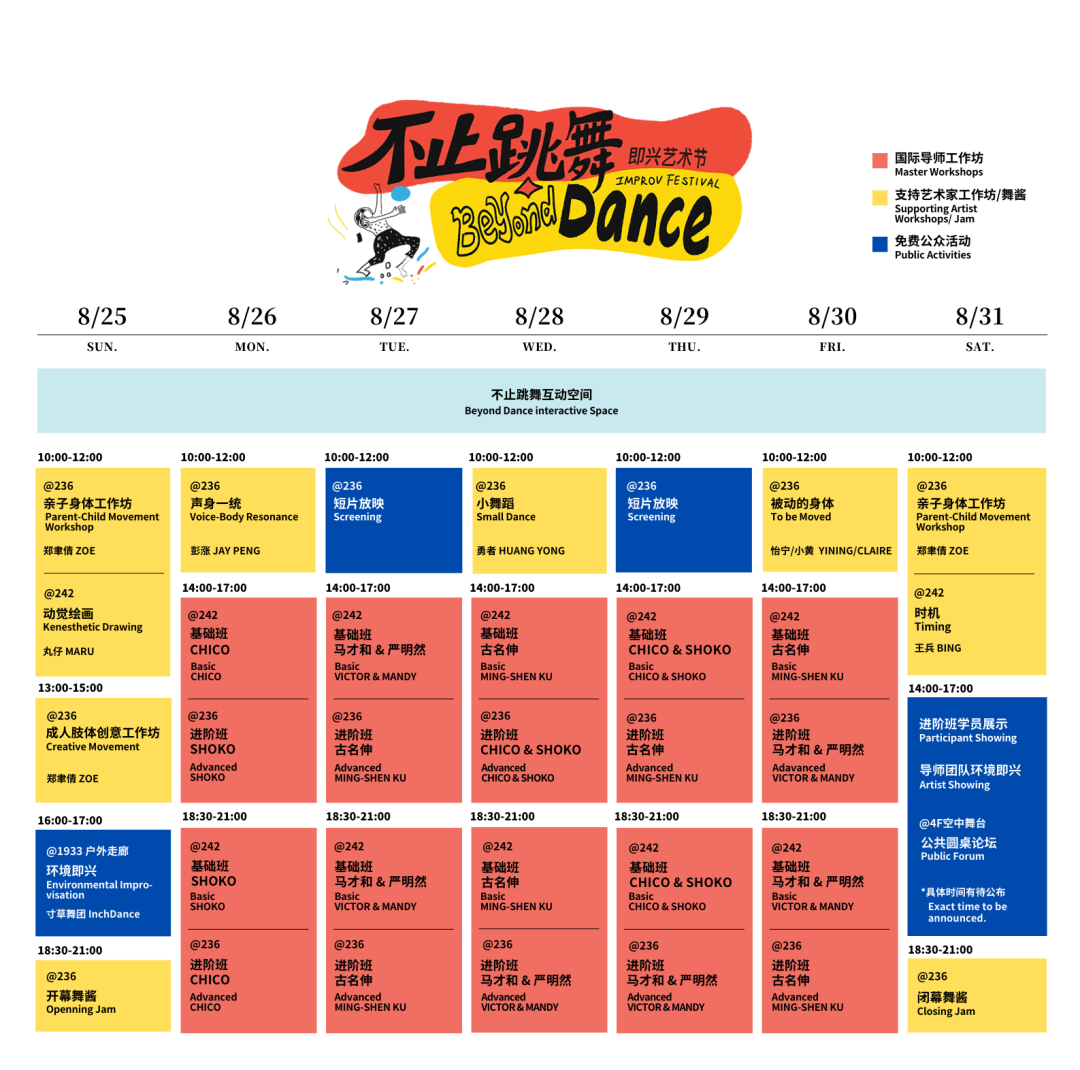 不止跳舞
即兴艺术节
IMPROV FESTIVAL
Beyond Dance
国际导师工作坊
Master Workshops
支持艺术家工作坊/舞酱
Supporting Artist
Workshops/ Jam
免费公众活动
Public Activities
8/25
8/26
8/27
8/28
8/29
8/30
8/31
SUN.
MON.
TUE.
WED.
THU.
FRI.
SAT.
不止跳舞互动空间
Beyond Dance interactive Space
10:00-12:00
@236
亲子身体工作坊
Parent-Child Movement
Workshop
郑聿倩 ZOE
@242
动觉绘画
Kenesthetic Drawing
丸仔 MARU
13:00-15:00
@236
成人肢体创意工作坊
Creative Movement
郑聿倩 ZOE
16:00-17:00
@1933 户外走廊
环境即兴
Environmental Impro-
visation
寸草舞团 InchDance
18:30-21:00
@236
开幕舞酱
Openning Jam
10:00-12:00
@236
声身一统
Voice-Body Resonance
彭涨 JAY PENG
14:00-17:00
@242
基础班
CHICO
Basic
CHICO
@236
进阶班
SHOKO
Advanced
SHOKO
18:30-21:00
@242
基础班
SHOKO
Basic
SHOKO
@236
进阶班
CHICO
Advanced
CHICO
10:00-12:00
@236
短片放映
Screening
14:00-17:00
@242
基础班
马才和 & 严明然
Basic
VICTOR & MANDY
@236
进阶班
古名伸
Advanced
MING-SHEN KU
18:30-21:00
@242
基础班
马才和 & 严明然
Basic
VICTOR & MANDY
@236
进阶班
古名伸
Advanced
MING-SHEN KU
10:00-12:00
@236
小舞蹈
Small Dance
勇者 HUANG YONG
14:00-17:00
@242
基础班
古名伸
Basic
MING-SHEN KU
@236
进阶班
CHICO & SHOKO
Advanced
CHICO & SHOKO
18:30-21:00
@242
基础班
古名伸
Basic
MING-SHEN KU
@236
进阶班
马才和 & 严明然
Advanced
VICTOR & MANDY
10:00-12:00
@236
短片放映
Screening
14:00-17:00
@242
基础班
CHICO & SHOKO
Basic
CHICO & SHOKO
@236
进阶班
古名伸
Advanced
MING-SHEN KU
18:30-21:00
@242
基础班
CHICO & SHOKO
Basic
CHICO & SHOKO
@236
进阶班
马才和 & 严明然
Advanced
VICTOR & MANDY
10:00-12:00
@236
被动的身体
To be Moved
怡宁/小黄 YINING/CLAIRE
14:00-17:00
@242
基础班
古名伸
Basic
MING-SHEN KU
@236
进阶班
马才和 & 严明然
Adavanced
VICTOR & MANDY
18:30-21:00
@242
基础班
马才和 & 严明然
Basic
VICTOR & MANDY
@236
进阶班
古名伸
Advanced
MING-SHEN KU
10:00-12:00
@236
亲子身体工作坊
Parent-Child Movement
Workshop
郑聿倩 ZOE
@242
时机
Timing
王兵 BING
14:00-17:00
进阶班学员展示
Participant Showing
导师团队环境即兴
Artist Showing
@4F空中舞台
公共圆桌论坛
Public Forum
*具体时间有待公布
Exact time to be
announced.
18:30-21:00
@236
闭幕舞酱
Closing Jam